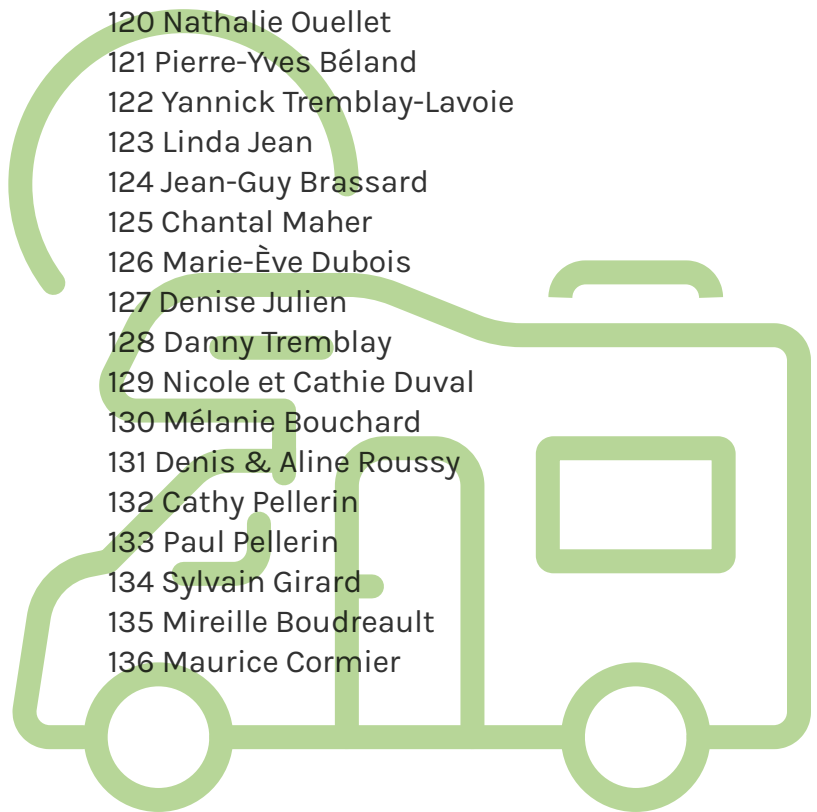 120 Nathalie Ouellet
121 Pierre-Yves Béland
122 Yannick Tremblay-Lavoie
123 Linda Jean
124 Jean-Guy Brassard
125 Chantal Maher
126 Marie-Ève Dubois
127 Denise Julien
128 Danny Tremblay
129 Nicole et Cathie Duval
130 Mélanie Bouchard
131 Denis & Aline Roussy
132 Cathy Pellerin
133 Paul Pellerin
134 Sylvain Girard
135 Mireille Boudreault
136 Maurice Cormier